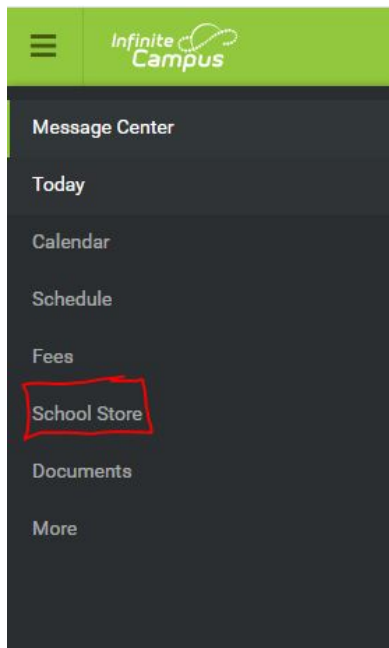 Infinite
Campus
Message Center
Today
Calendar
Schedule
Fees
School Store
Documents
More